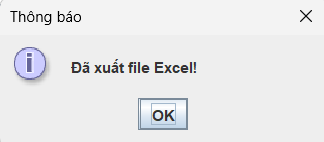 Thông báo
Đã xuất file Excel!
OK